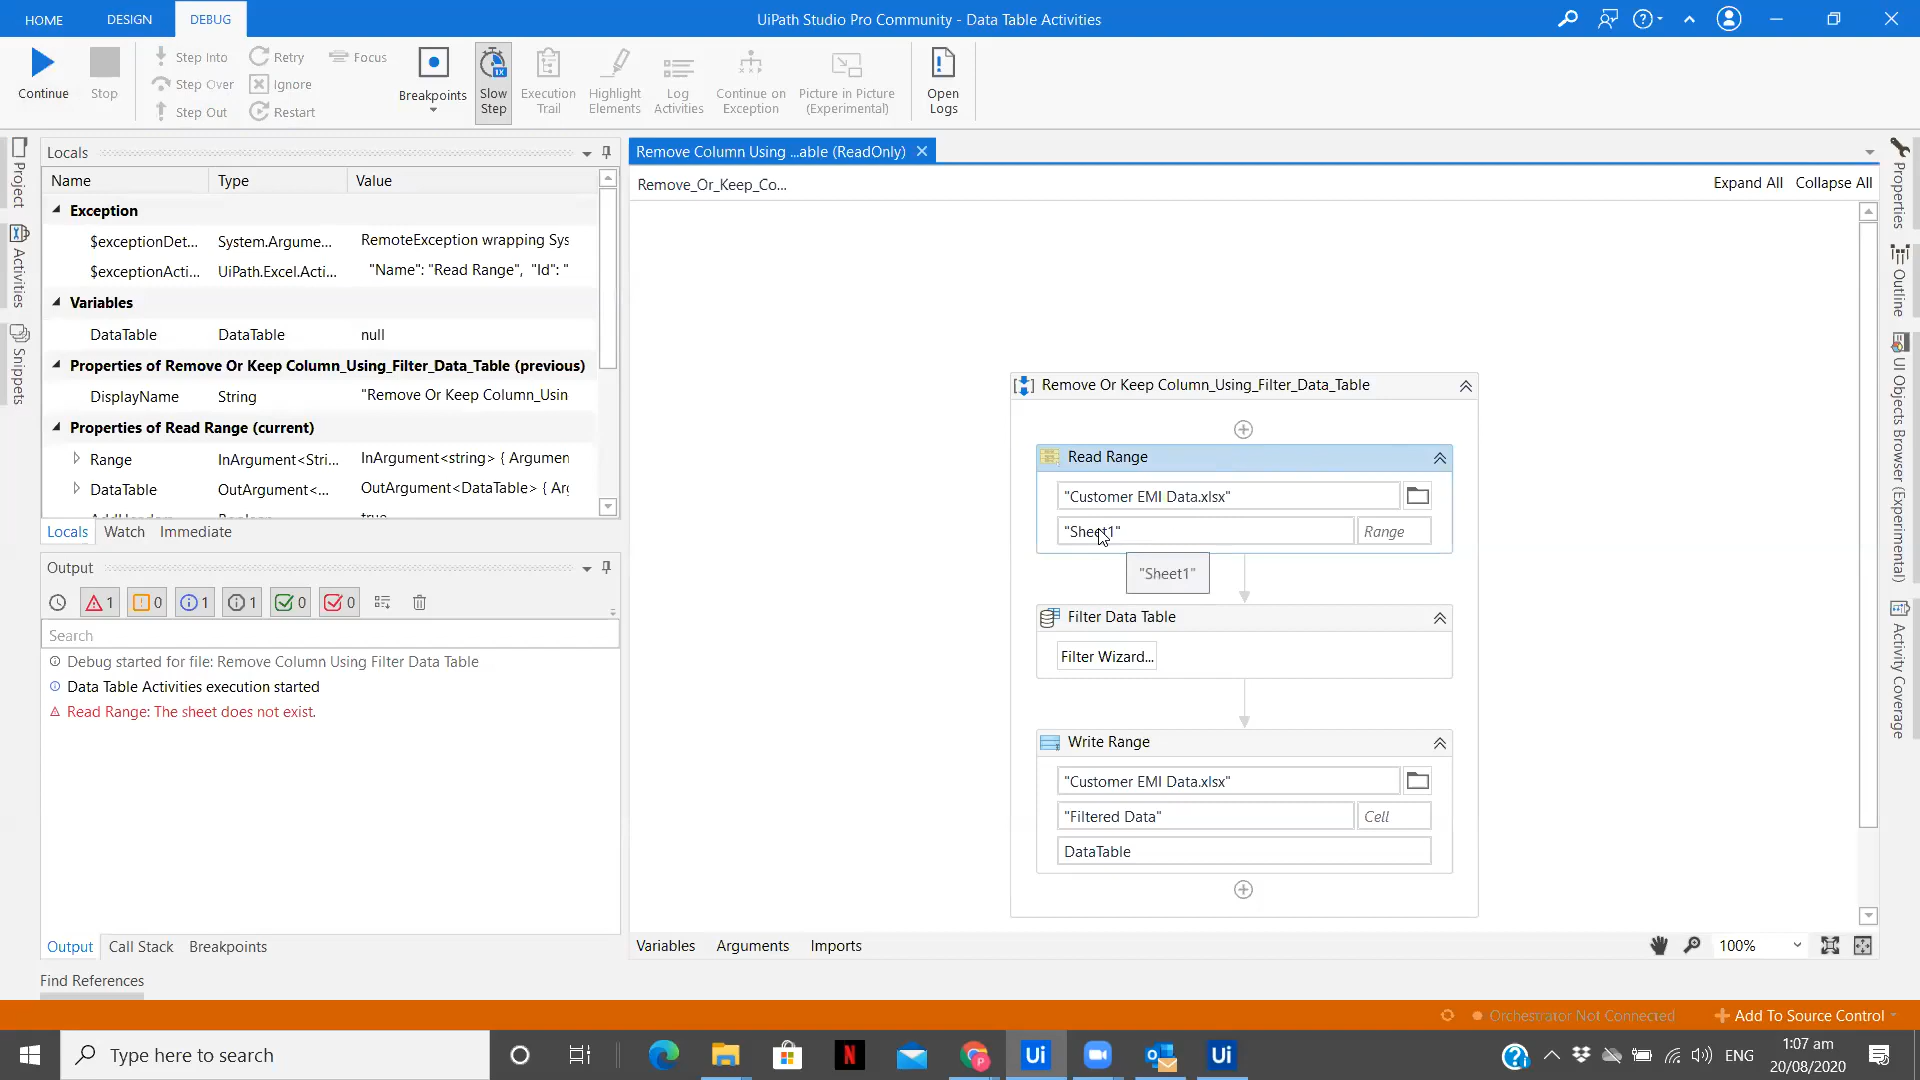 HOME
DESIGN
DEBUG
UiPath Studio Pro Community - Data Table Activities
Continue
Stop
Step Into
Step Over
Step Out
Retry
Ignore
Restart
Focus
Breakpoints
Slow
Step
Execution
Trail
Highlight
Elements
Log
Activities
Continue on
Exception
Picture in Picture
(Experimental)
Open
Logs
Project
Activities
Snippets
Locals
Name
Type
Value
Exception
$exceptionDet...
System.Argume...
RemoteException wrapping Sys
$exceptionActi...
UiPath.Excel.Acti...
"Name": "Read Range", "Id": "
Variables
DataTable
DataTable
null
Properties of Remove Or Keep Column_Using_Filter_Data_Table (previous)
DisplayName
String
"Remove Or Keep Column_Usin
Properties of Read Range (current)
Range
InArgument<Stri...
InArgument<string> { Argumen
DataTable
OutArgument<...
OutArgument<DataTable> { Arg
Locals
Watch
Immediate
Output
1
0
1
1
0
0
Search
Debug started for file: Remove Column Using Filter Data Table
Data Table Activities execution started
Read Range: The sheet does not exist.
Output
Call Stack
Breakpoints
Find References
Remove Column Using ...able (ReadOnly)
Remove_Or_Keep_Co...
Expand All
Collapse All
Remove Or Keep Column_Using_Filter_Data_Table
Read Range
"Customer EMI Data.xlsx"
"Sheet1"
Range
"Sheet1"
Filter Data Table
Filter Wizard...
Write Range
"Customer EMI Data.xlsx"
"Filtered Data"
Cell
DataTable
Variables
Arguments
Imports
100%
Properties
Outline
UI Objects Browser (Experimental)
Activity Coverage
Orchestrator Not Connected
Add To Source Control
Type here to search
Ui
Ui
ENG
1:07 am
20/08/2020